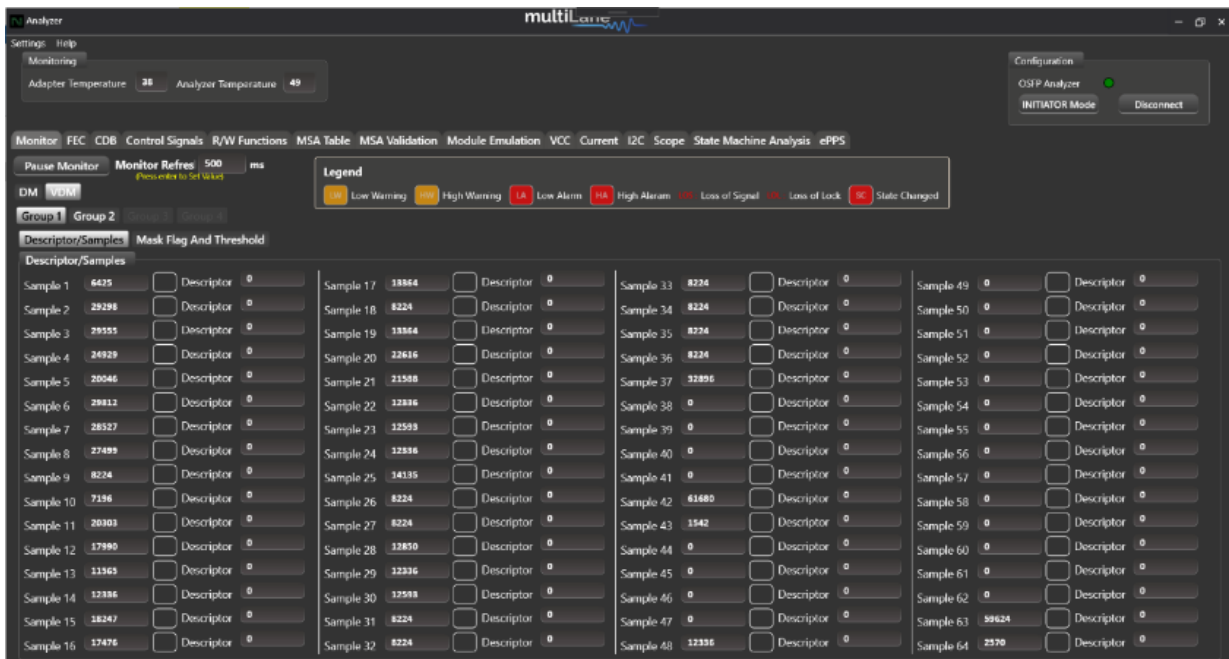 Analyzer
multiLane
Settings Help
Monitoring
Adapter Temperature 38 Analyzer Temperature 49
Configuration
OSFP Analyzer
INITIATOR Mode Disconnect
Monitor FEC CDB Control Signals R/W Functions MSA Table MSA Validation Module Emulation VCC Current I2C Scope State Machine Analysis ePPS
Pause Monitor Monitor Refres 500 ms
(Press enter to Set Value)
Legend
LW Low Warning HW High Warning LA Low Alarm HA High Alaram Loss of Signal Loss of Lock SC State Changed
DM VDM
Group 1 Group 2 Group 3 Group 4
Descriptor/Samples Mask Flag And Threshold
Descriptor/Samples
Sample 1 6425 Descriptor 0 Sample 17 13364 Descriptor 0 Sample 33 8224 Descriptor 0 Sample 49 0 Descriptor 0
Sample 2 29298 Descriptor 0 Sample 18 8224 Descriptor 0 Sample 34 8224 Descriptor 0 Sample 50 0 Descriptor 0
Sample 3 29555 Descriptor 0 Sample 19 13364 Descriptor 0 Sample 35 8224 Descriptor 0 Sample 51 0 Descriptor 0
Sample 4 24929 Descriptor 0 Sample 20 22616 Descriptor 0 Sample 36 8224 Descriptor 0 Sample 52 0 Descriptor 0
Sample 5 20046 Descriptor 0 Sample 21 21588 Descriptor 0 Sample 37 32896 Descriptor 0 Sample 53 0 Descriptor 0
Sample 6 29812 Descriptor 0 Sample 22 12336 Descriptor 0 Sample 38 0 Descriptor 0 Sample 54 0 Descriptor 0
Sample 7 28527 Descriptor 0 Sample 23 12593 Descriptor 0 Sample 39 0 Descriptor 0 Sample 55 0 Descriptor 0
Sample 8 27499 Descriptor 0 Sample 24 12336 Descriptor 0 Sample 40 0 Descriptor 0 Sample 56 0 Descriptor 0
Sample 9 8224 Descriptor 0 Sample 25 14135 Descriptor 0 Sample 41 0 Descriptor 0 Sample 57 0 Descriptor 0
Sample 10 7196 Descriptor 0 Sample 26 8224 Descriptor 0 Sample 42 61680 Descriptor 0 Sample 58 0 Descriptor 0
Sample 11 20303 Descriptor 0 Sample 27 8224 Descriptor 0 Sample 43 1542 Descriptor 0 Sample 59 0 Descriptor 0
Sample 12 17990 Descriptor 0 Sample 28 12850 Descriptor 0 Sample 44 0 Descriptor 0 Sample 60 0 Descriptor 0
Sample 13 11565 Descriptor 0 Sample 29 12336 Descriptor 0 Sample 45 0 Descriptor 0 Sample 61 0 Descriptor 0
Sample 14 12336 Descriptor 0 Sample 30 12593 Descriptor 0 Sample 46 0 Descriptor 0 Sample 62 0 Descriptor 0
Sample 15 18247 Descriptor 0 Sample 31 8224 Descriptor 0 Sample 47 0 Descriptor 0 Sample 63 59624 Descriptor 0
Sample 16 17476 Descriptor 0 Sample 32 8224 Descriptor 0 Sample 48 12336 Descriptor 0 Sample 64 2570 Descriptor 0